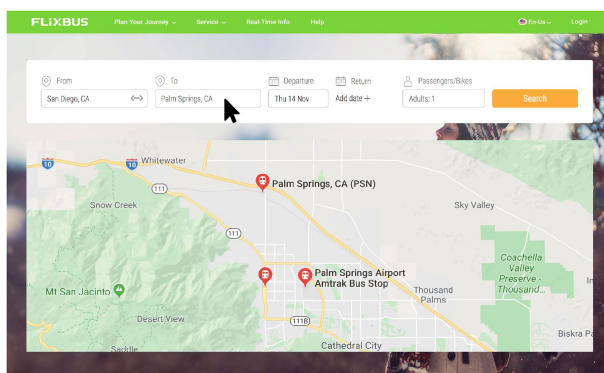 FLiXBUS Plan Your Journey Service Real-Time Info Help En-Us Login
From To Departure Return Passengers/Bikes
San Diego, CA Palm Springs, CA Thu 14 Nov Add date + Adults: 1 Search
10 10 Whitewater
111 Palm Springs, CA (PSN)
Snow Creek Sky Valley
111
Coachella
Valley
Preserve -
Thousand...
Palm Springs Airport
Amtrak Bus Stop
Mt San Jacinto Thousand
Palms
In
Desert View 111B
Biskra Pa
Saddle Cathedral City